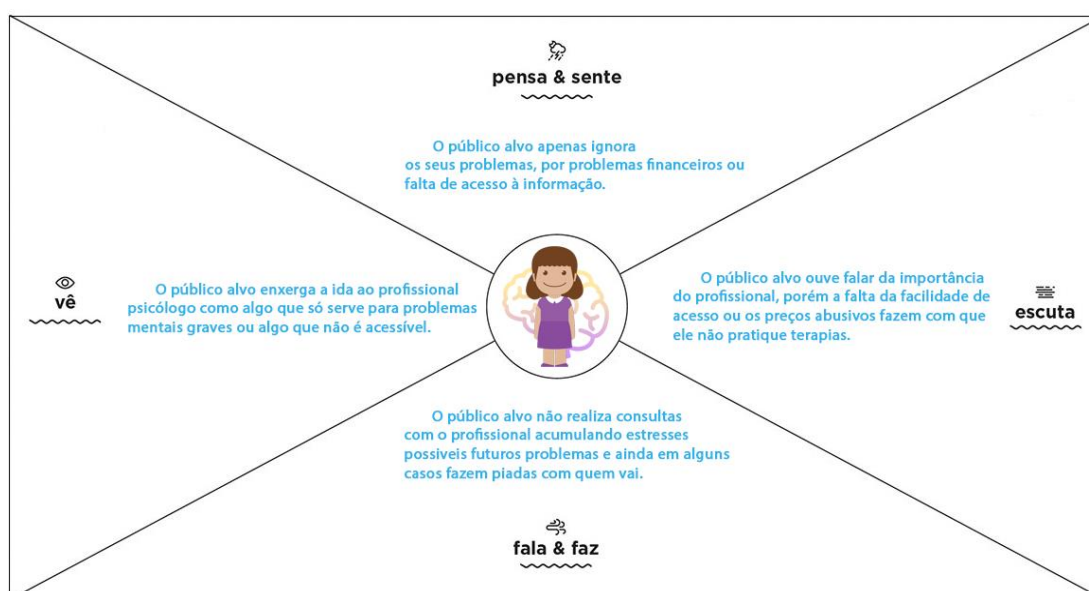 pensa & sente
O público alvo apenas ignora
os seus problemas, por problemas financeiros ou
falta de acesso à informação.
vê
O público alvo enxerga a ida ao profissional
psicólogo como algo que só serve para problemas
mentais graves ou algo que não é acessível.
O público alvo ouve falar da importância
do profissional, porém a falta da facilidade de
acesso ou os preços abusivos fazem com que
ele não pratique terapias.
escuta
O público alvo não realiza consultas
com o profissional acumulando estresses
possiveis futuros problemas e ainda em alguns
casos fazem piadas com quem vai.
fala & faz